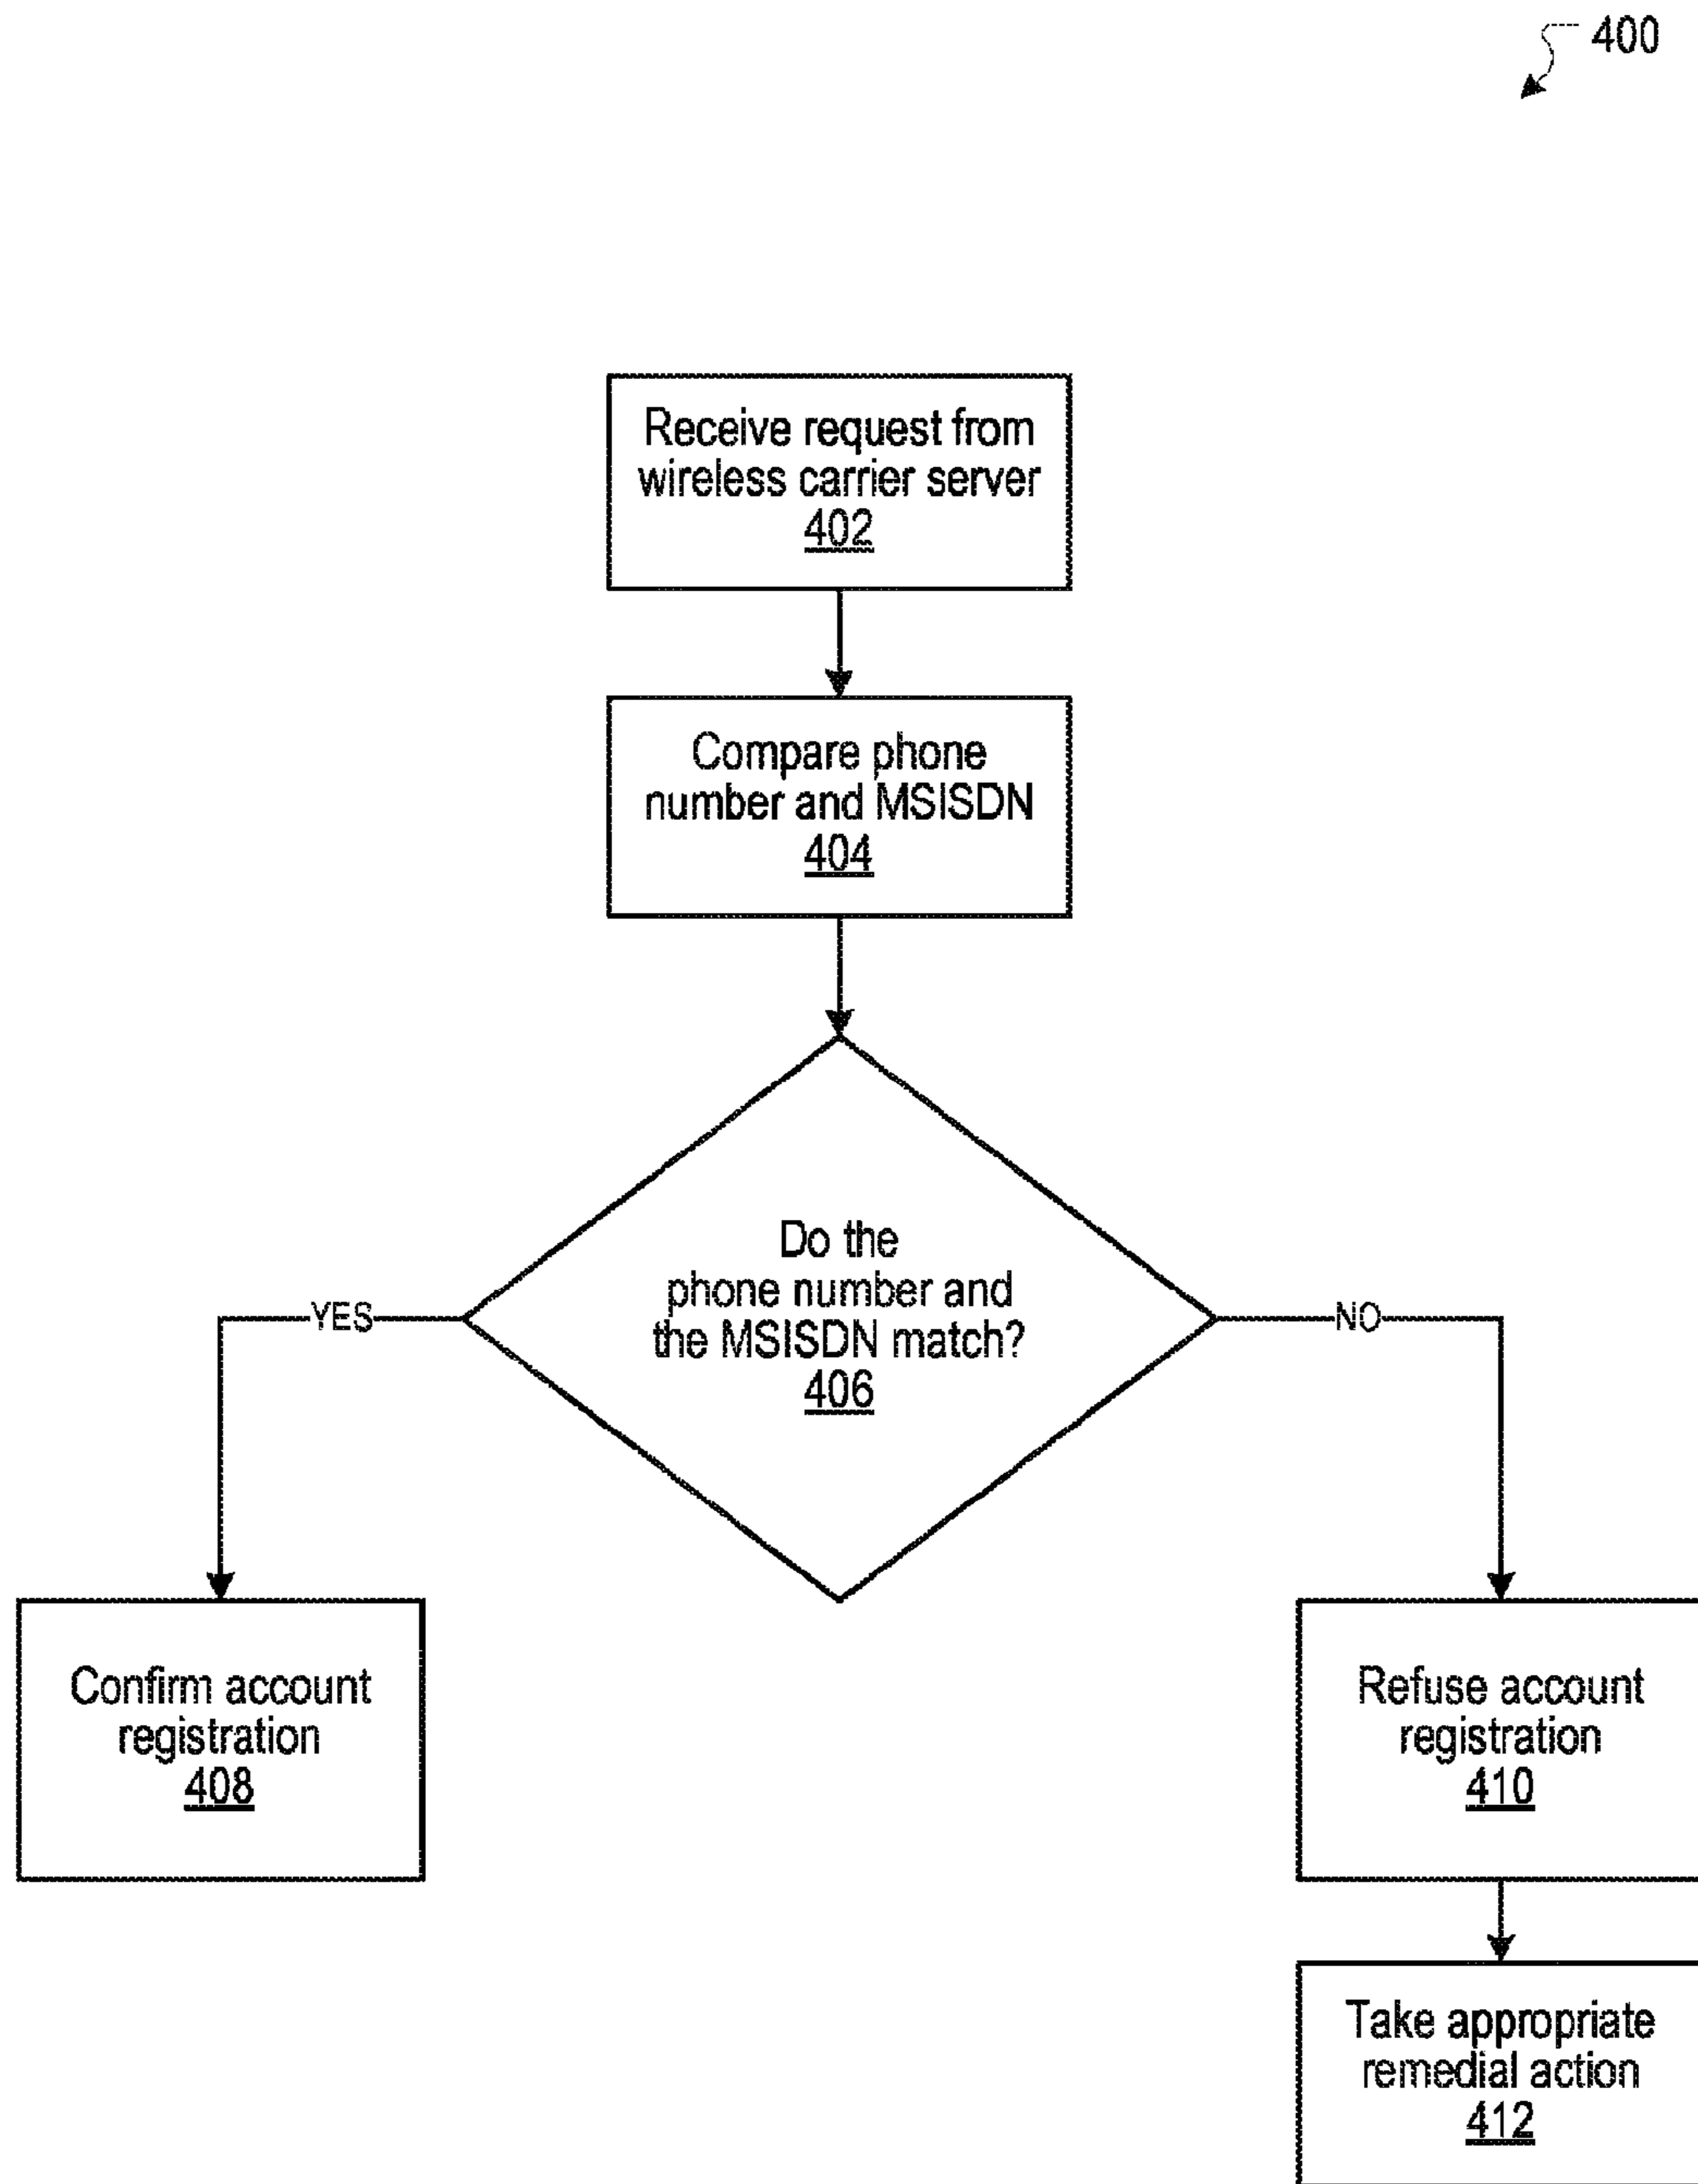 400
Receive request from
wireless carrier server
402
Compare phone
number and MSISDN
404
Do the
phone number and
the MSISDN match?
406
YES
NO
Confirm account
registration
408
Refuse account
registration
410
Take appropriate
remedial action
412